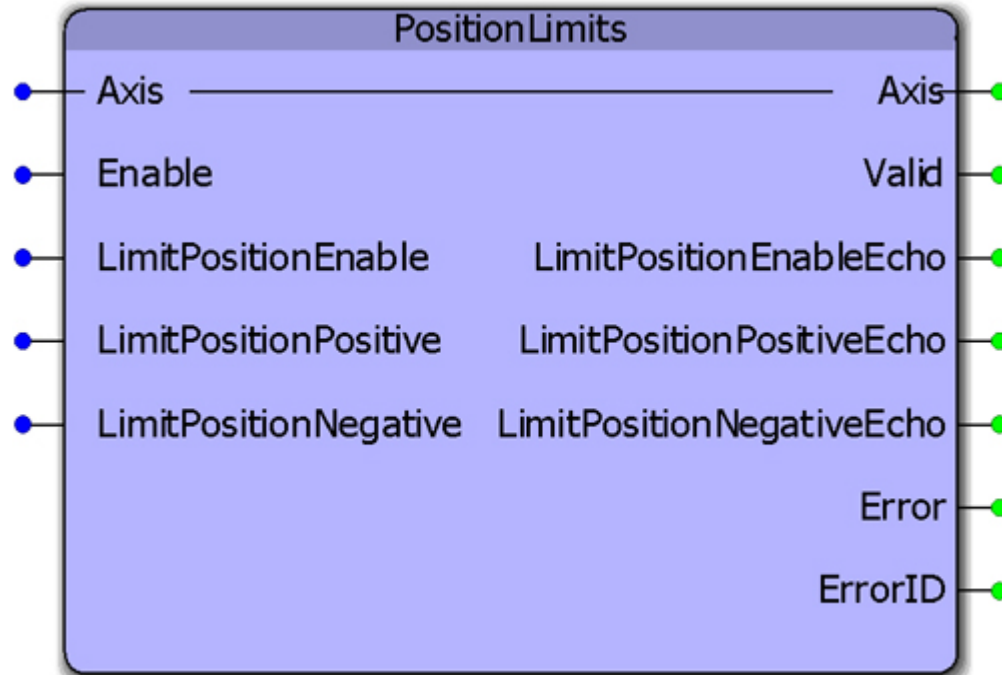 PositionLimits
Axis Axis
Enable Valid
LimitPositionEnable LimitPositionEnableEcho
LimitPositionPositive LimitPositionPositiveEcho
LimitPositionNegative LimitPositionNegativeEcho
Error
ErrorID